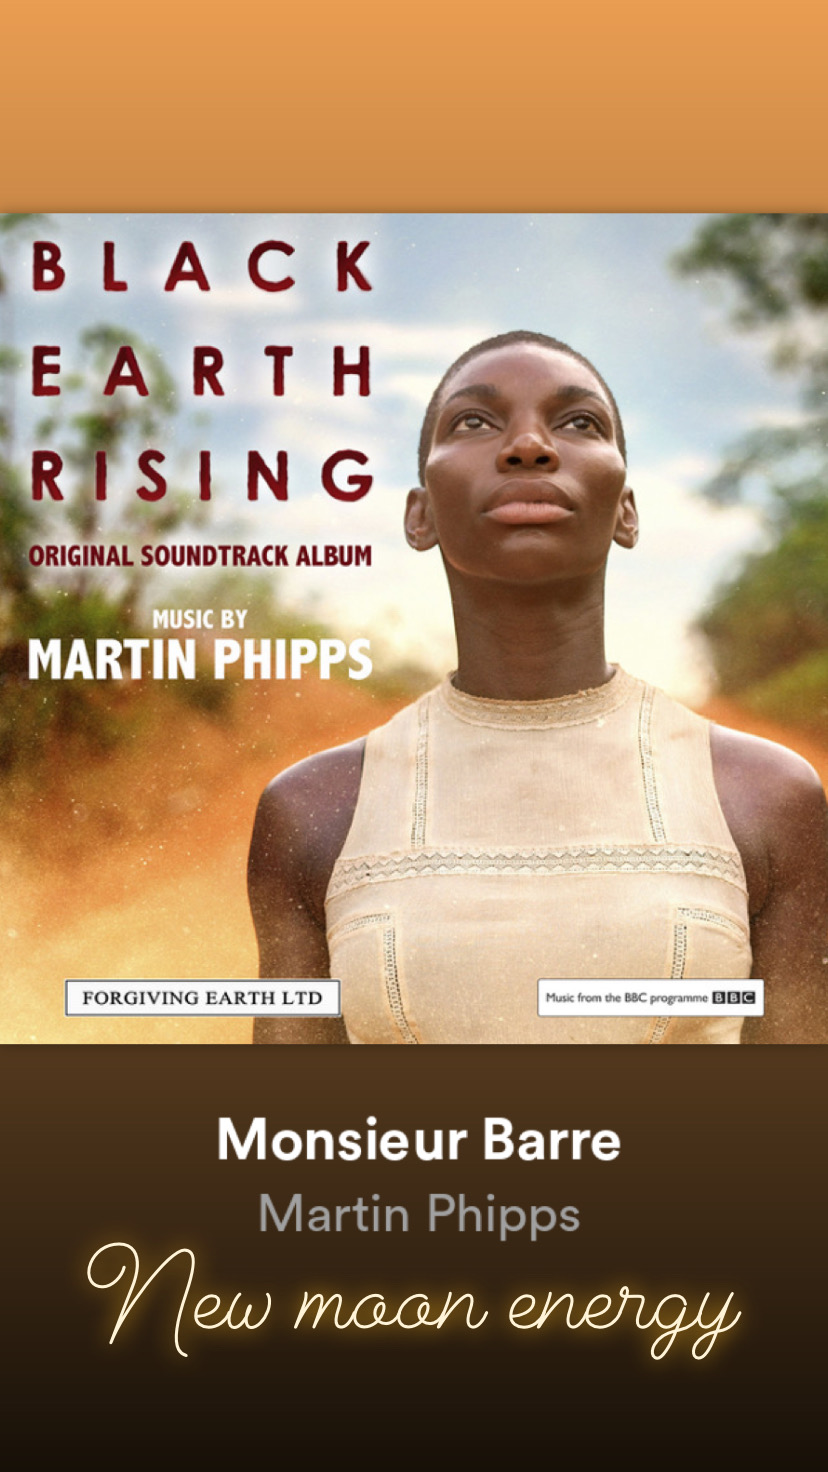 BLACK
EARTH
RISING
ORIGINAL SOUNDTRACK ALBUM
MUSIC BY
MARTIN PHIPPS
FORGIVING EARTH LTD
Music from the BBC programme BBC
Monsieur Barre
Martin Phipps
New moon energy